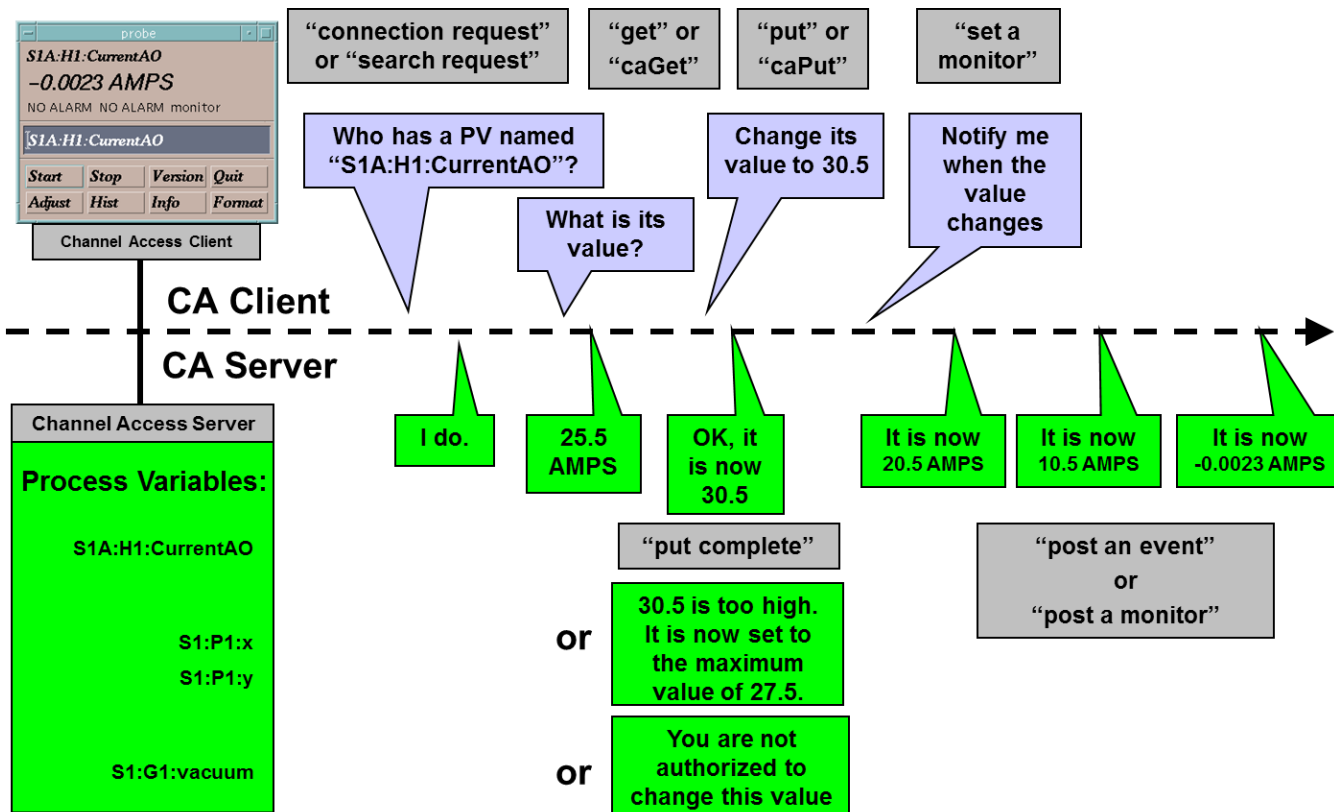 probe
S1A:H1:CurrentAO
-0.0023 AMPS
NO ALARM NO ALARM monitor
S1A:H1:CurrentAO
Start Stop Version Quit
Adjust Hist Info Format
Channel Access Client
“connection request”
or “search request”
“get” or
“caGet”
“put” or
“caPut”
“set a
monitor”
Who has a PV named
“S1A:H1:CurrentAO”?
What is its
value?
Change its
value to 30.5
Notify me
when the
value
changes
CA Client
CA Server
Channel Access Server
Process Variables:
S1A:H1:CurrentAO
S1:P1:x
S1:P1:y
S1:G1:vacuum
I do.
25.5
AMPS
OK, it
is now
30.5
It is now
20.5 AMPS
It is now
10.5 AMPS
It is now
-0.0023 AMPS
“put complete”
or
30.5 is too high.
It is now set to
the maximum
value of 27.5.
or
You are not
authorized to
change this value
“post an event”
or
“post a monitor”